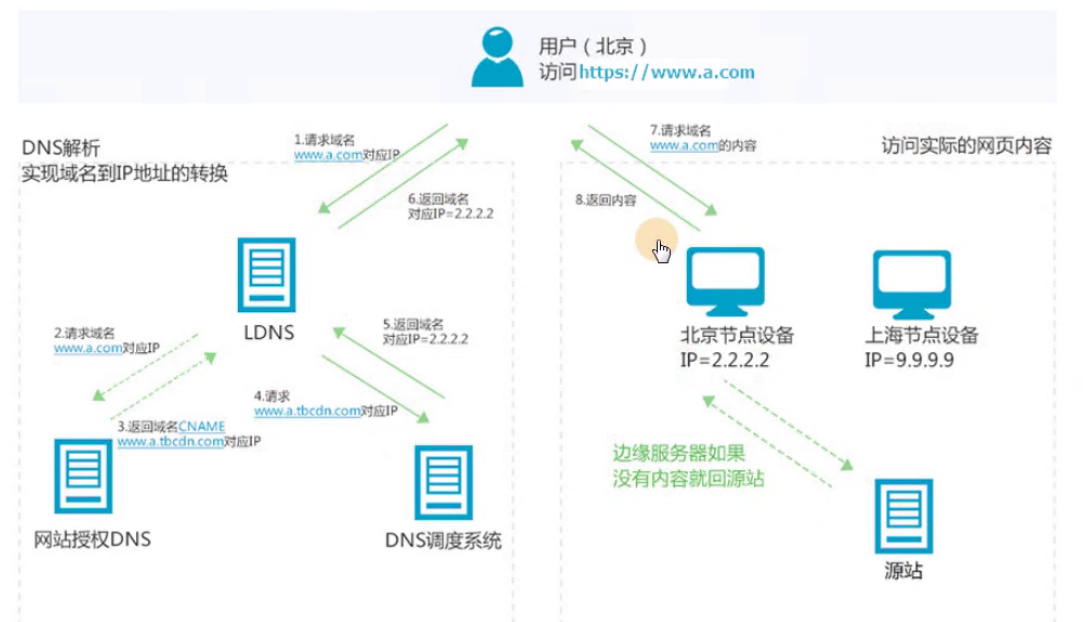 用户（北京）
访问https://www.a.com
DNS解析
实现域名到IP地址的转换
1.请求域名
www.a.com对应IP
6.返回域名
对应IP=2.2.2.2
LDNS
2.请求域名
www.a.com对应IP
5.返回域名
对应IP=2.2.2.2
4.请求
www.a.tbcdn.com对应IP
3.返回域名CNAME
www.a.tbcdn.com对应IP
网站授权DNS
DNS调度系统
7.请求域名
www.a.com的内容
访问实际的网页内容
8.返回内容
北京节点设备
IP=2.2.2.2
上海节点设备
IP=9.9.9.9
边缘服务器如果
没有内容就回源站
源站